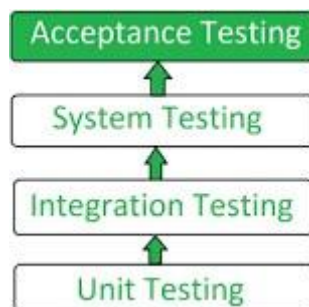 Acceptance Testing
System Testing
Integration Testing
Unit Testing